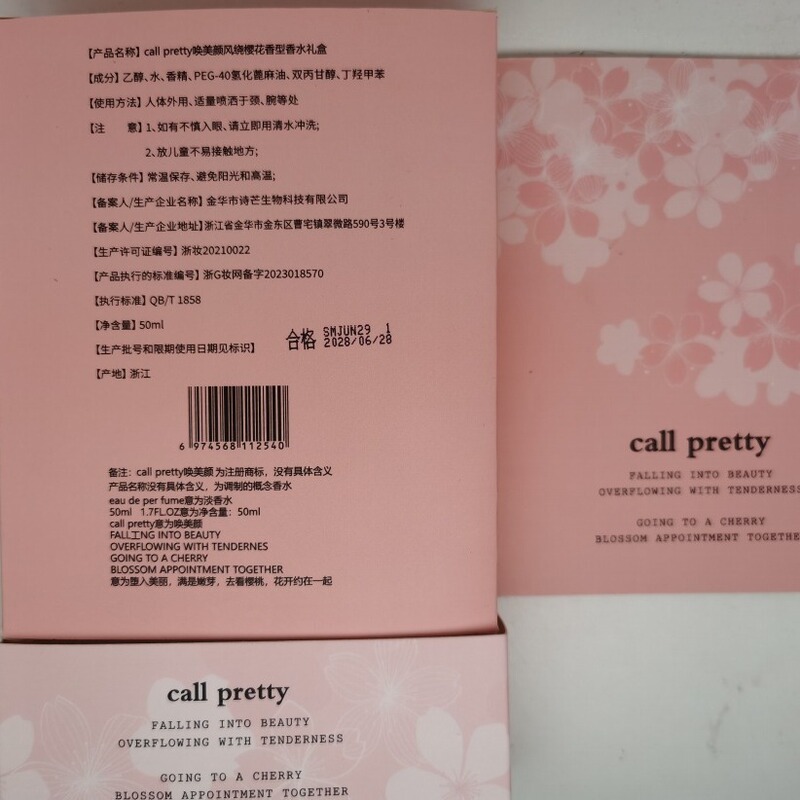 【产品名称】call pretty唤美颜风绕樱花香型香水礼盒
【成分】乙醇、水、香精、PEG-40氢化蓖麻油、双丙甘醇、丁羟甲苯
【使用方法】人体外用、适量喷洒于颈、腕等处
【注 意】1、如有不慎入眼、请立即用清水冲洗;
2、放儿童不易接触地方;
【储存条件】常温保存、避免阳光和高温;
【备案人/生产企业名称】金华市诗芒生物科技有限公司
【备案人/生产企业地址】浙江省金华市金东区曹宅镇翠微路590号3号楼
【生产许可证编号】浙妆20210022
【产品执行的标准编号】浙G妆网备字2023018570
【执行标准】QB/T 1858
【净含量】50ml
【生产批号和限期使用日期见标识】
合格 SMJUN29 1
2028/06/28
【产地】浙江
6 974568 112540
备注：call pretty唤美颜 为注册商标，没有具体含义
产品名称没有具体含义，为调制的概念香水
eau de per fume意为淡香水
50ml 1.7FL.OZ意为净含量：50ml
call pretty意为唤美颜
FALL工NG INTO BEAUTY
OVERFLOWING WITH TENDERNES
GOING TO A CHERRY
BLOSSOM APPOINTMENT TOGETHER
意为堕入美丽，满是嫩芽，去看樱桃，花开约在一起
call pretty
FALLING INTO BEAUTY
OVERFLOWING WITH TENDERNESS
GOING TO A CHERRY
BLOSSOM APPOINTMENT TOGETHE
call pretty
FALLING INTO BEAUTY
OVERFLOWING WITH TENDERNESS
GOING TO A CHERRY
BLOSSOM APPOINTMENT TOGETHER